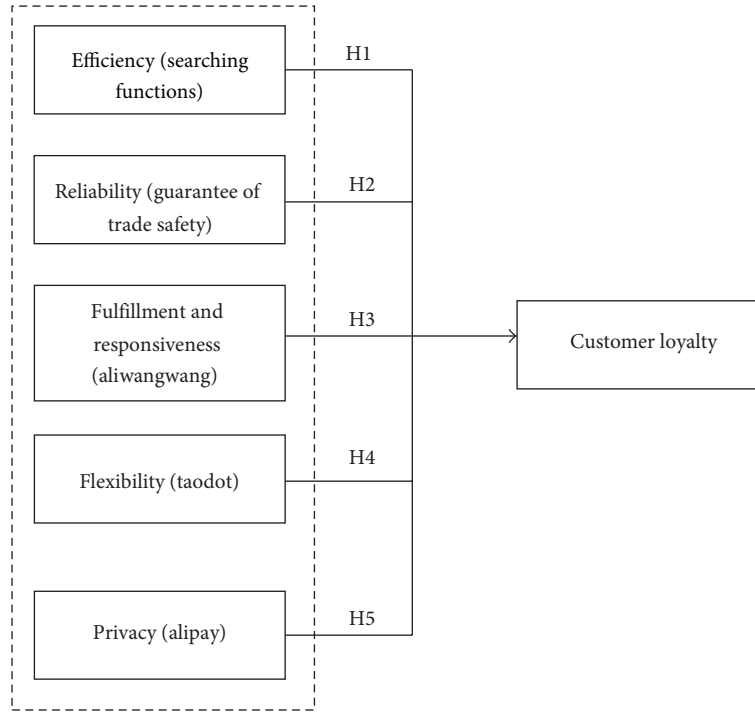 Efficiency (searching
functions)
H1
Reliability (guarantee of
trade safety)
H2
Fulfillment and
responsiveness
(aliwangwang)
H3
Customer loyalty
Flexibility (taodot)
H4
Privacy (alipay)
H5